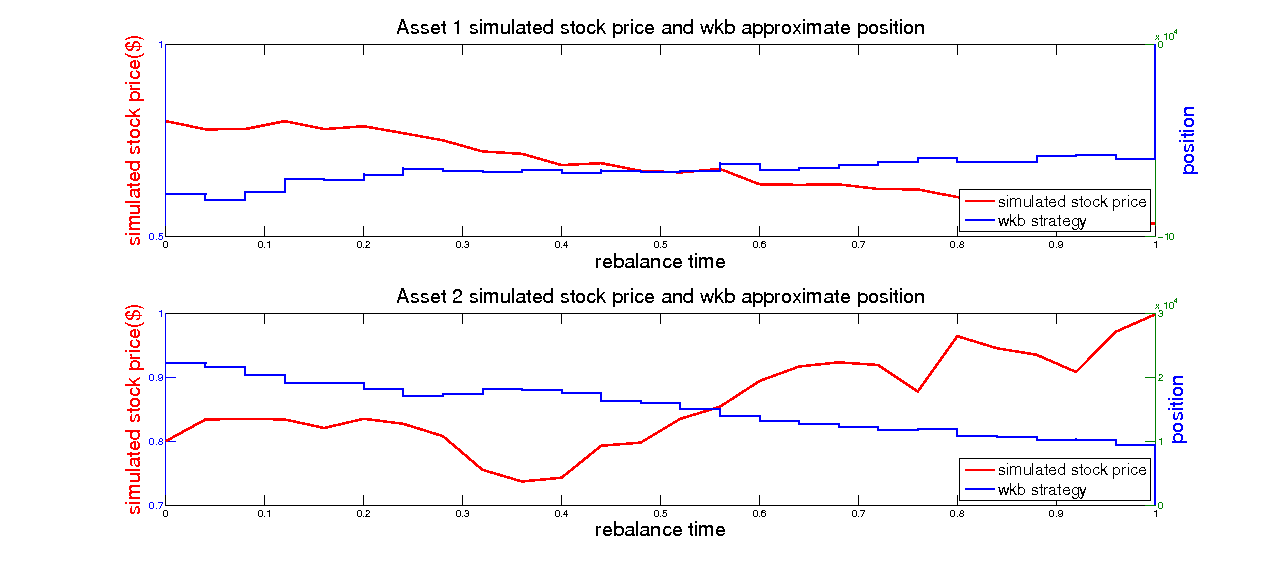 Asset 1 simulated stock price and wkb approximate position
x 10^4
simulated stock price($)
1
0.5
0
-10
position
simulated stock price
wkb strategy
0 0.1 0.2 0.3 0.4 0.5 0.6 0.7 0.8 0.9 1
rebalance time
Asset 2 simulated stock price and wkb approximate position
x 10^4
simulated stock price($)
1
0.9
0.8
0.7
3
2
1
0
position
simulated stock price
wkb strategy
0 0.1 0.2 0.3 0.4 0.5 0.6 0.7 0.8 0.9 1
rebalance time